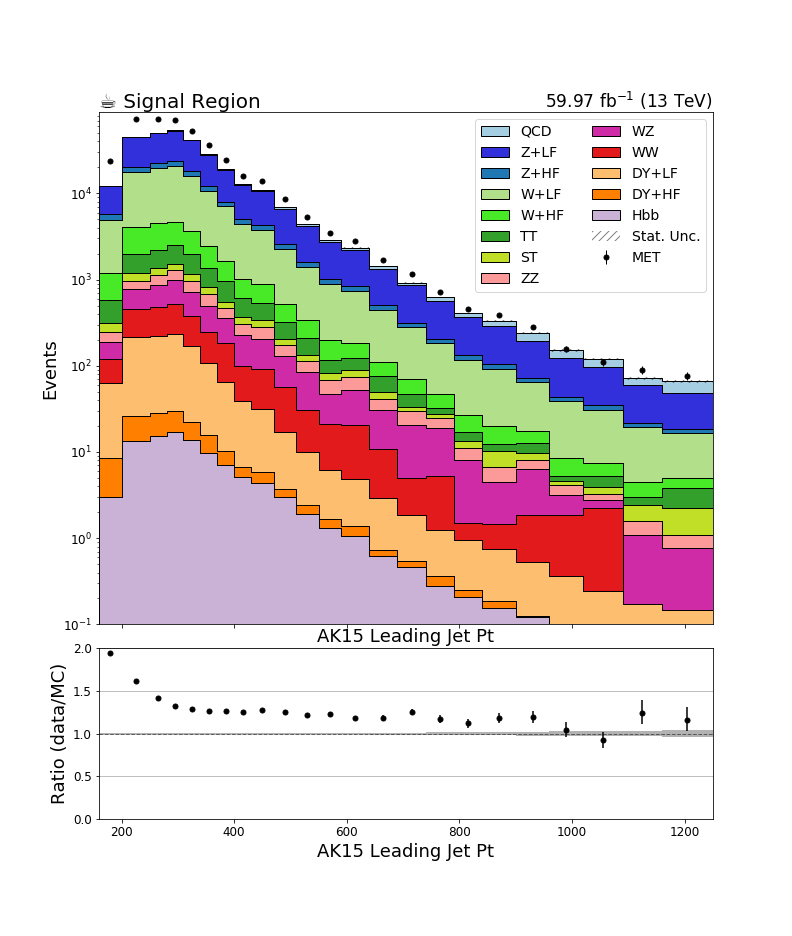 ☕ Signal Region
59.97 fb⁻¹ (13 TeV)
QCD
Z+LF
Z+HF
W+LF
W+HF
TT
ST
ZZ
WZ
WW
DY+LF
DY+HF
Hbb
Stat. Unc.
MET
Events
10⁴
10³
10²
10¹
10⁰
10⁻¹
AK15 Leading Jet Pt
Ratio (data/MC)
2.0
1.5
1.0
0.5
0.0
200 400 600 800 1000 1200
AK15 Leading Jet Pt